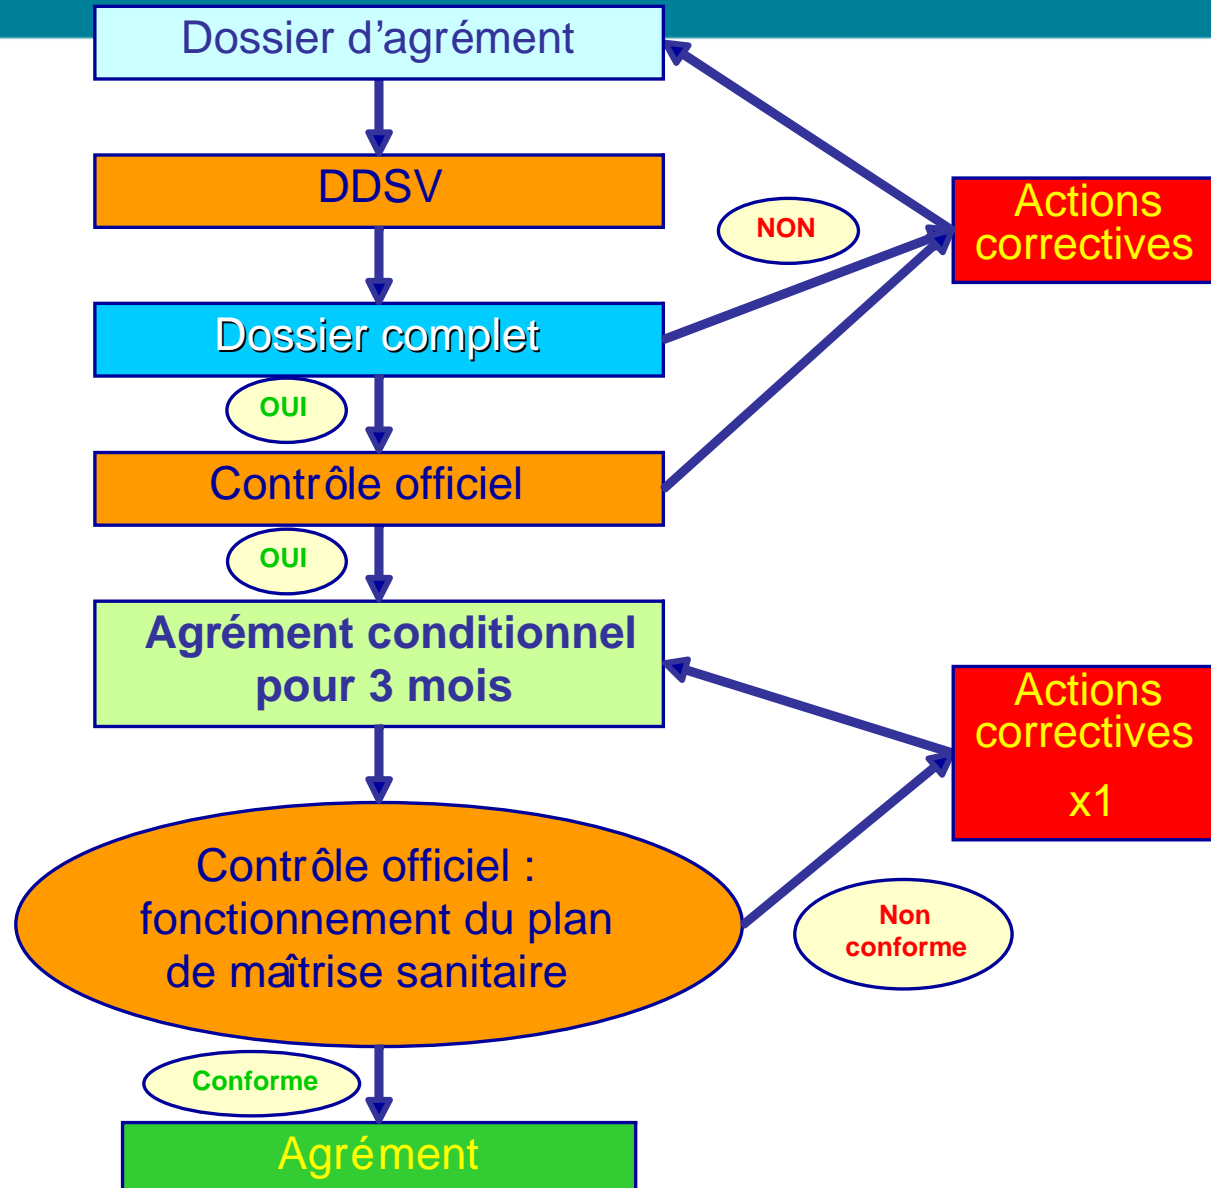 Dossier d'agrément
DDSV
NON
Actions
correctives
Dossier complet
OUI
Contrôle officiel
OUI
Agrément conditionnel
pour 3 mois
Actions
correctives
x1
Contrôle officiel :
fonctionnement du plan
de maîtrise sanitaire
Non
conforme
Conforme
Agrément